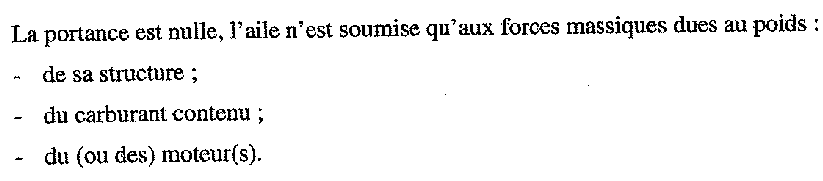 La portance est nulle, l'aile n'est soumise qu'aux forces massiques dues au poids :
- de sa structure ;
- du carburant contenu ;
- du (ou des) moteur(s).